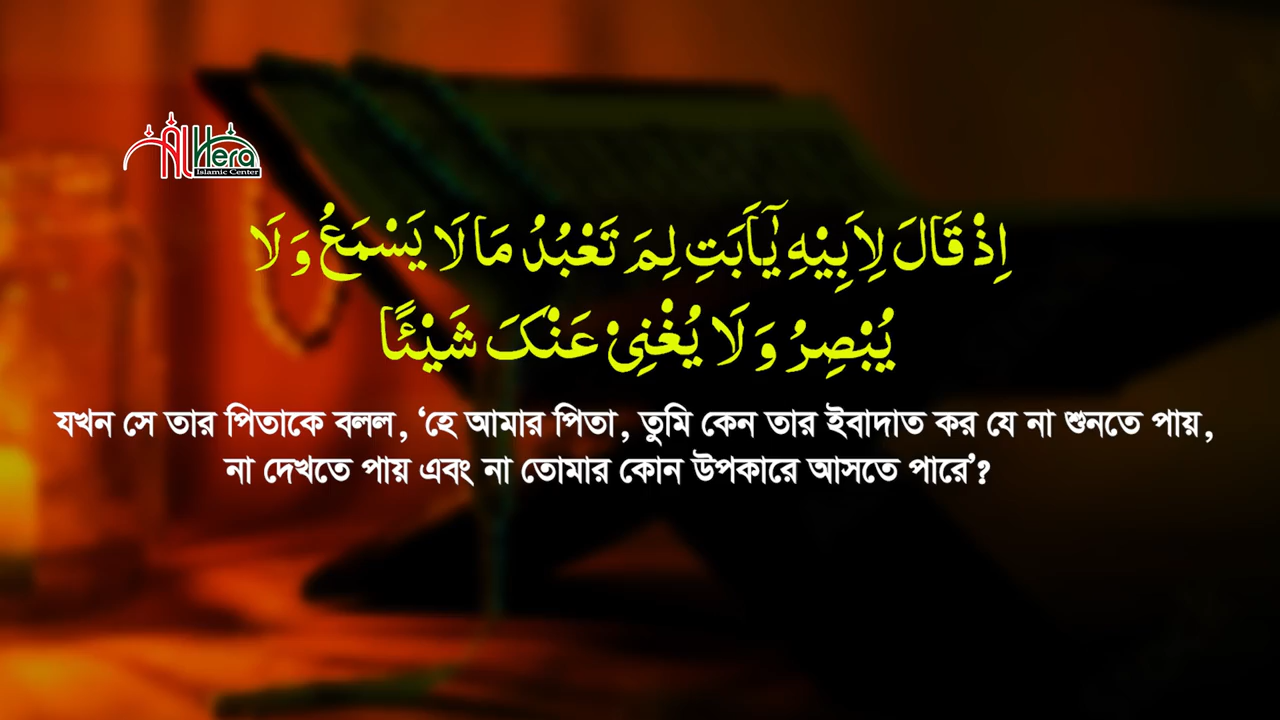 AL Hera
Islamic Center
اِذۡ قَالَ لِاَبِیۡهِ یٰۤاَبَتِ لِمَ تَعۡبُدُ مَا لَا یَسۡمَعُ وَ لَا
یُبۡصِرُ وَ لَا یُغۡنِیۡ عَنۡکَ شَیۡـًٔا
যখন সে তার পিতাকে বলল, ‘হে আমার পিতা, তুমি কেন তার ইবাদাত কর যে না শুনতে পায়,
না দেখতে পায় এবং না তোমার কোন উপকারে আসতে পারে’?